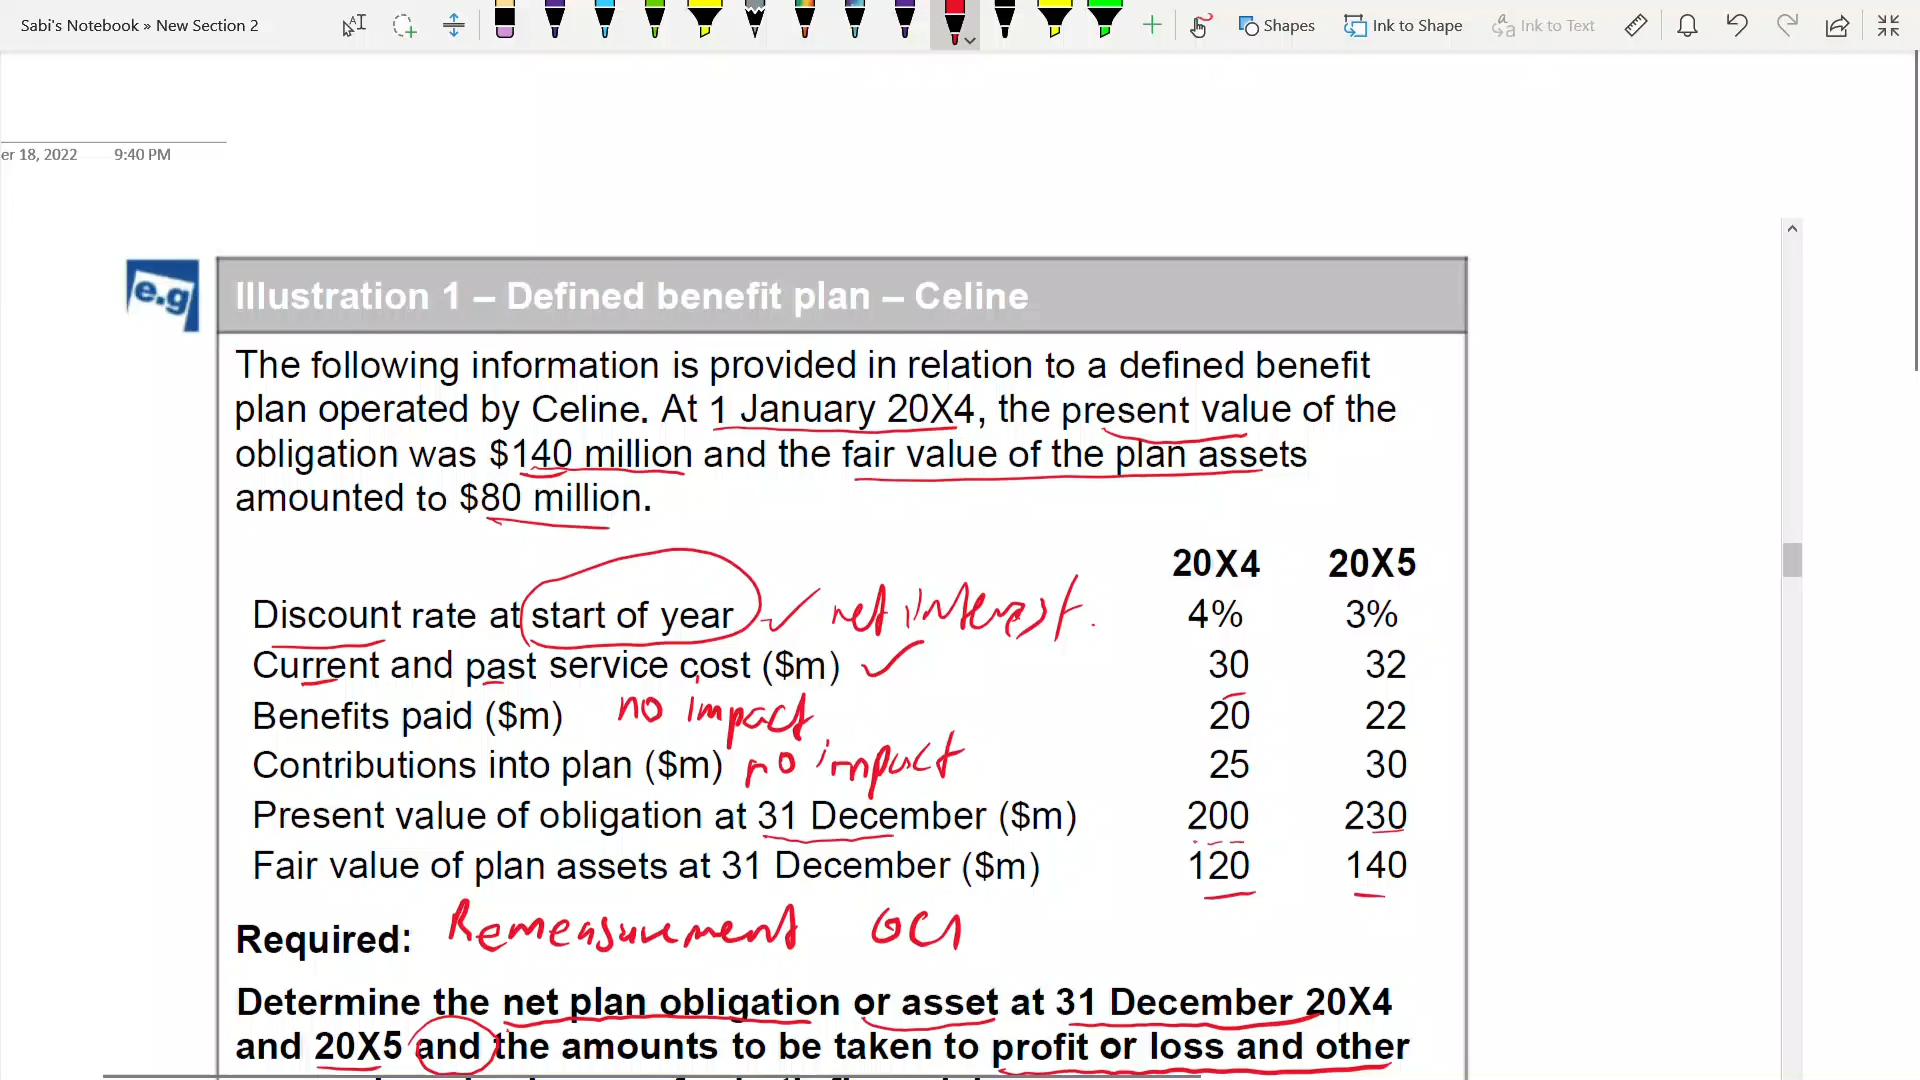 Sabi's Notebook » New Section 2
Shapes
Ink to Shape
Ink to Text
er 18, 2022 9:40 PM
e.g
Illustration 1 – Defined benefit plan – Celine
The following information is provided in relation to a defined benefit
plan operated by Celine. At 1 January 20X4, the present value of the
obligation was $140 million and the fair value of the plan assets
amounted to $80 million.
20X4 20X5
Discount rate at start of year net interest. 4% 3%
Current and past service cost ($m) 30 32
Benefits paid ($m) no impact 20 22
Contributions into plan ($m) no impact 25 30
Present value of obligation at 31 December ($m) 200 230
Fair value of plan assets at 31 December ($m) 120 140
Required: Remeasurement OCI
Determine the net plan obligation or asset at 31 December 20X4
and 20X5 and the amounts to be taken to profit or loss and other